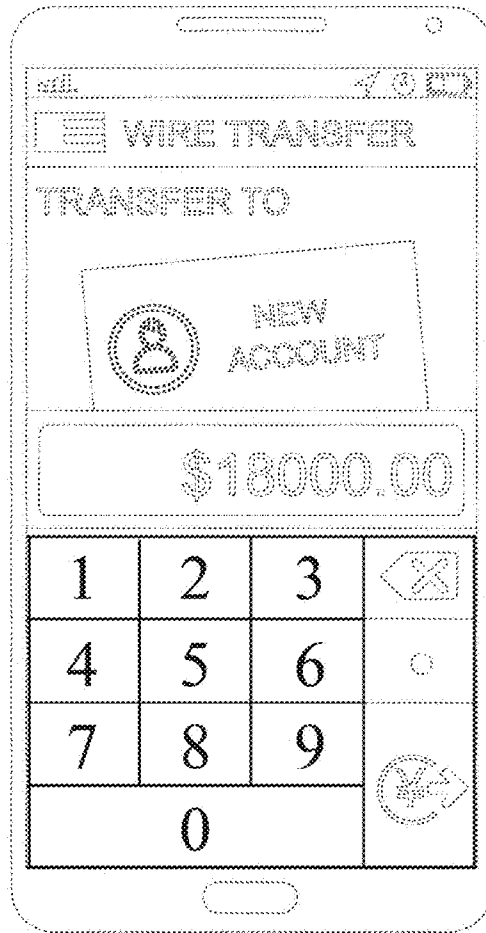 WIRE TRANSFER
TRANSFER TO
NEW
ACCOUNT
$18000.00
1 2 3
4 5 6
7 8 9
¥
0